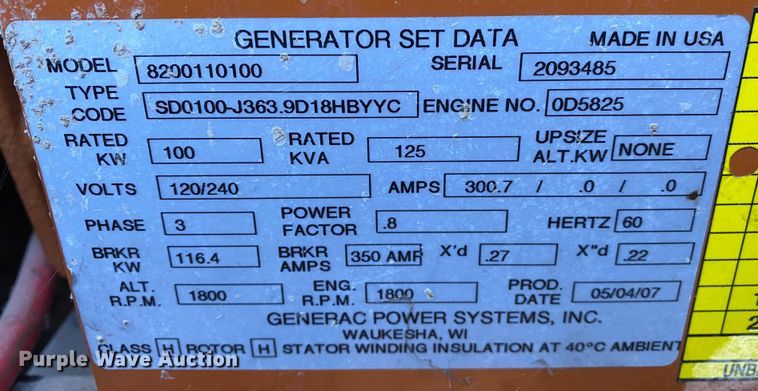 GENERATOR SET DATA MADE IN USA
MODEL 8200110100 SERIAL 2093485
TYPE CODE SD0100-J363.9D18HBYYC ENGINE NO. 0D5825
RATED KW 100 RATED KVA 125 UPSIZE ALT.KW NONE
VOLTS 120/240 AMPS 300.7 / .0 / .0
PHASE 3 POWER FACTOR .8 HERTZ 60
BRKR KW 116.4 BRKR AMPS 350 AMP X'd .27 X"d .22
ALT. R.P.M. 1800 ENG. R.P.M. 1800 PROD. DATE 05/04/07
GENERAC POWER SYSTEMS, INC.
WAUKESHA, WI
CLASS H ROTOR H STATOR WINDING INSULATION AT 40°C AMBIENT
Purple Wave Auction